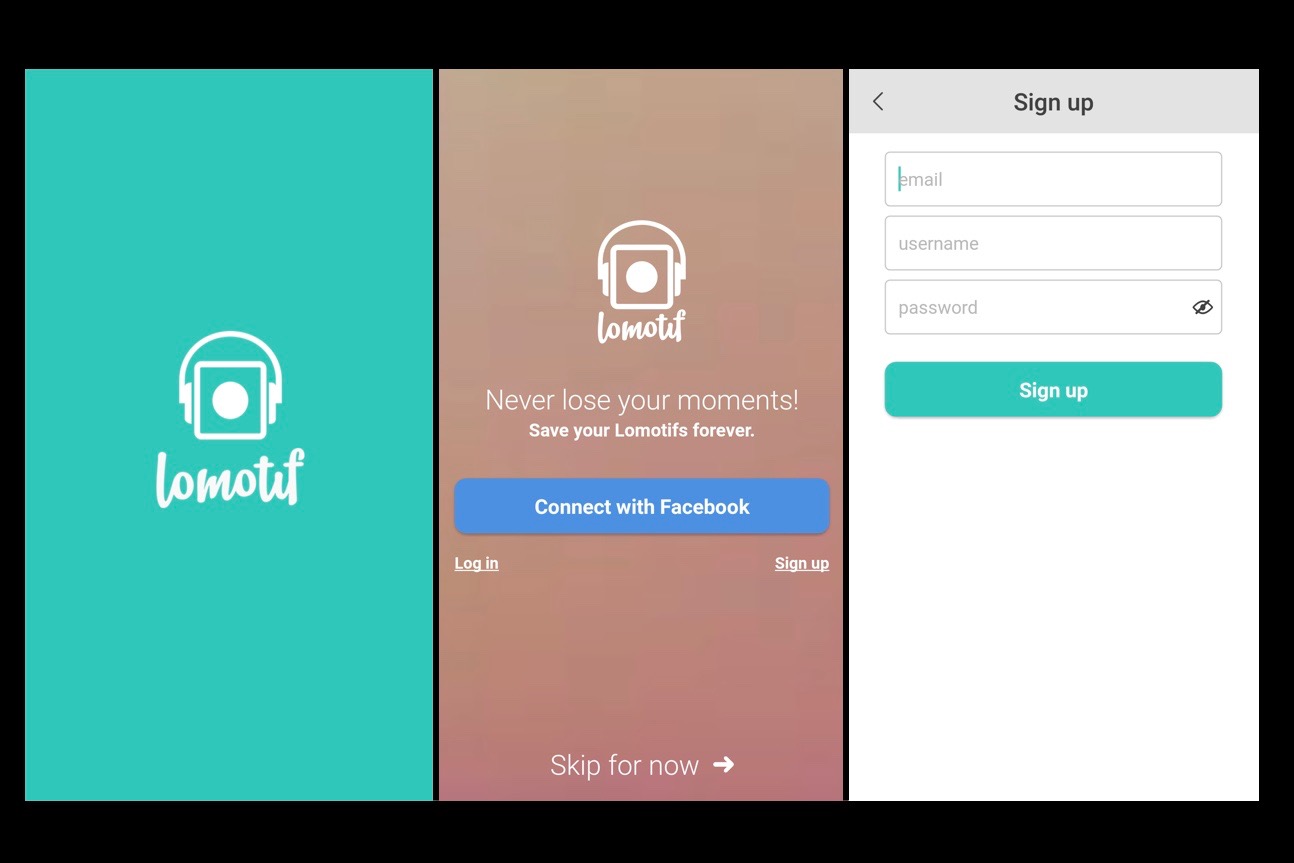 lomotif
lomotif
Never lose your moments!
Save your Lomotifs forever.
Connect with Facebook
Log in
Sign up
Skip for now
Sign up
email
username
password
Sign up